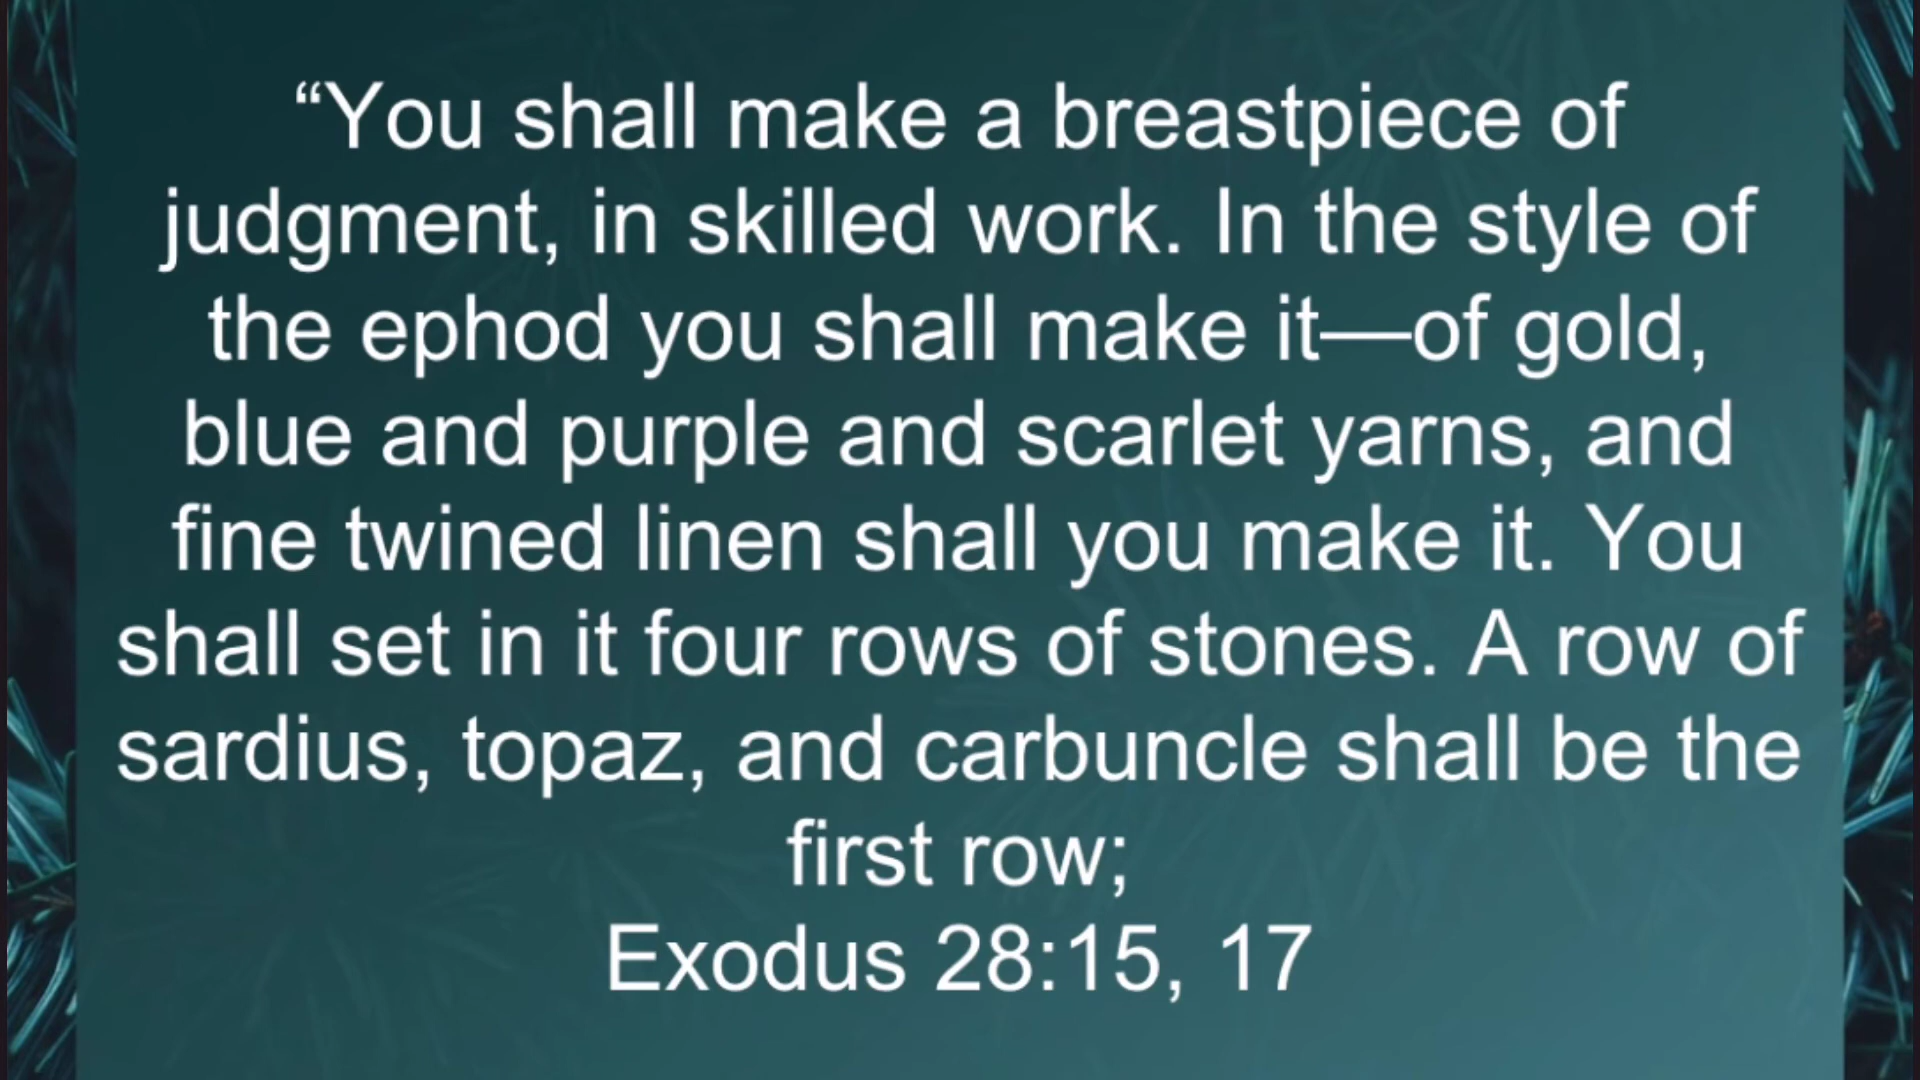 “You shall make a breastpiece of
judgment, in skilled work. In the style of
the ephod you shall make it—of gold,
blue and purple and scarlet yarns, and
fine twined linen shall you make it. You
shall set in it four rows of stones. A row of
sardius, topaz, and carbuncle shall be the
first row;
Exodus 28:15, 17